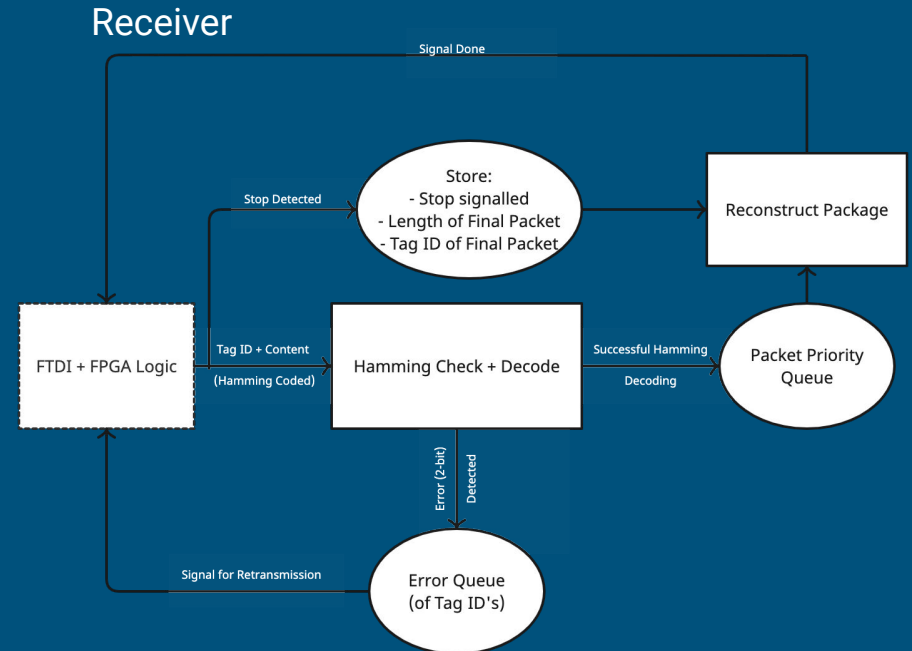 Receiver
Signal Done
Store:
- Stop signalled
- Length of Final Packet
- Tag ID of Final Packet
Stop Detected
Reconstruct Package
FTDI + FPGA Logic
Tag ID + Content
(Hamming Coded)
Hamming Check + Decode
Successful Hamming
Decoding
Packet Priority
Queue
Error (2-bit)
Detected
Signal for Retransmission
Error Queue
(of Tag ID's)